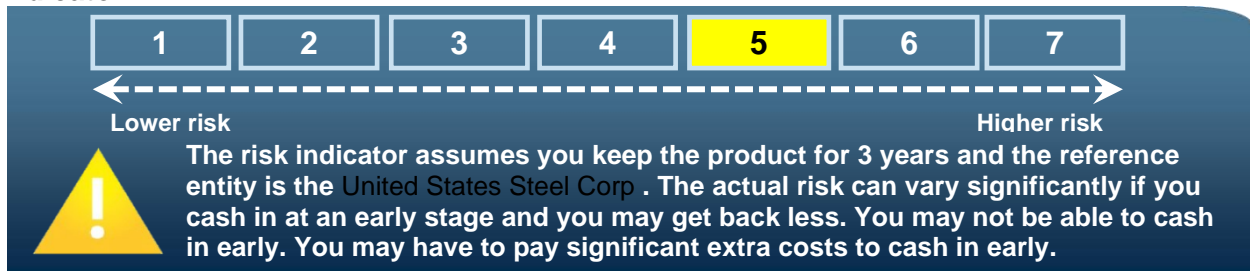 1 2 3 4 5 6 7
Lower risk Higher risk
The risk indicator assumes you keep the product for 3 years and the reference
entity is the United States Steel Corp . The actual risk can vary significantly if you
cash in at an early stage and you may get back less. You may not be able to cash
in early. You may have to pay significant extra costs to cash in early.